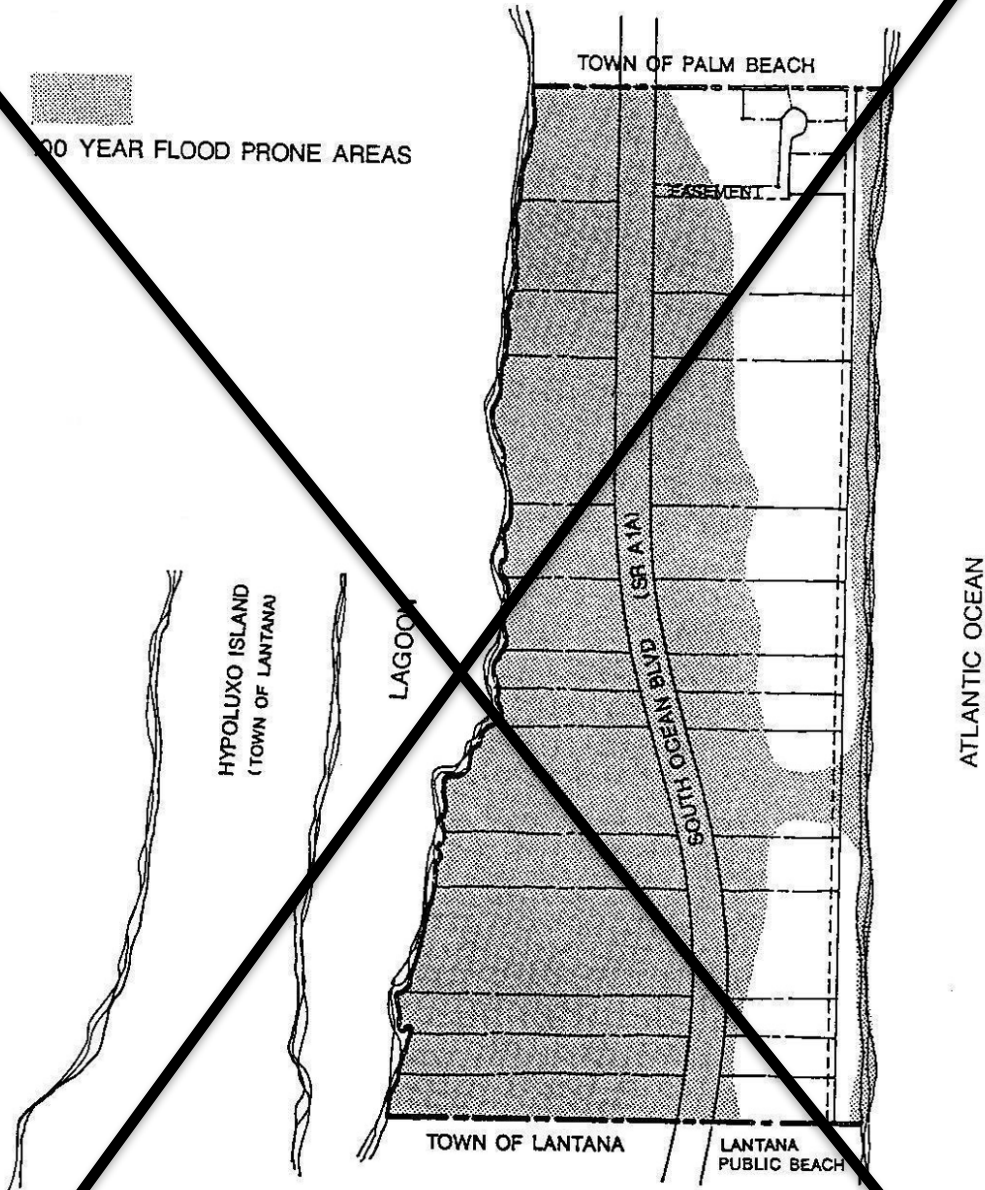 TOWN OF PALM BEACH
00 YEAR FLOOD PRONE AREAS
EASEMENT
(SR A1A)
SOUTH OCEAN BLVD
HYPOLUXO ISLAND
(TOWN OF LANTANA)
LAGOON
ATLANTIC OCEAN
TOWN OF LANTANA
LANTANA
PUBLIC BEACH